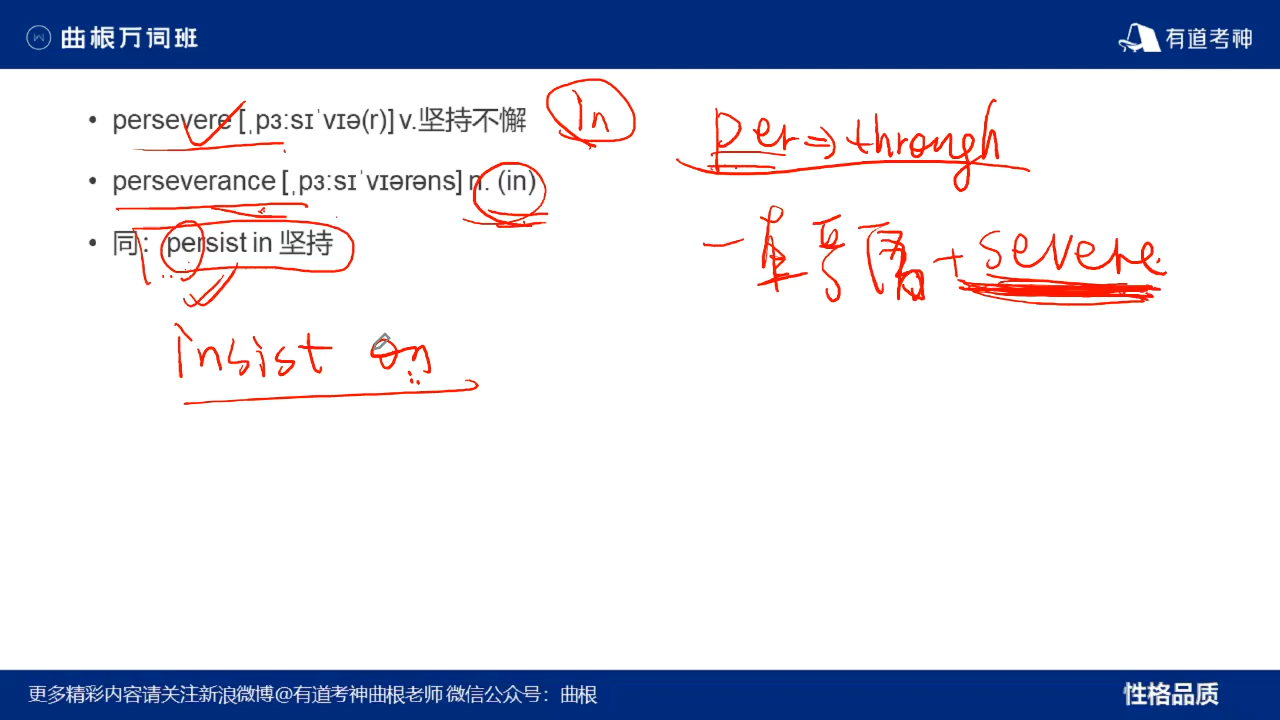 曲根万词班
有道考神
• persevere [ˌpɜːsɪˈvɪə(r)] v.坚持不懈
In
per⇒through
• perseverance [ˌpɜːsɪˈvɪərəns] n. (in)
• 同：persist in 坚持
一直 + severe
insist on
更多精彩内容请关注新浪微博@有道考神曲根老师 微信公众号：曲根
性格品质